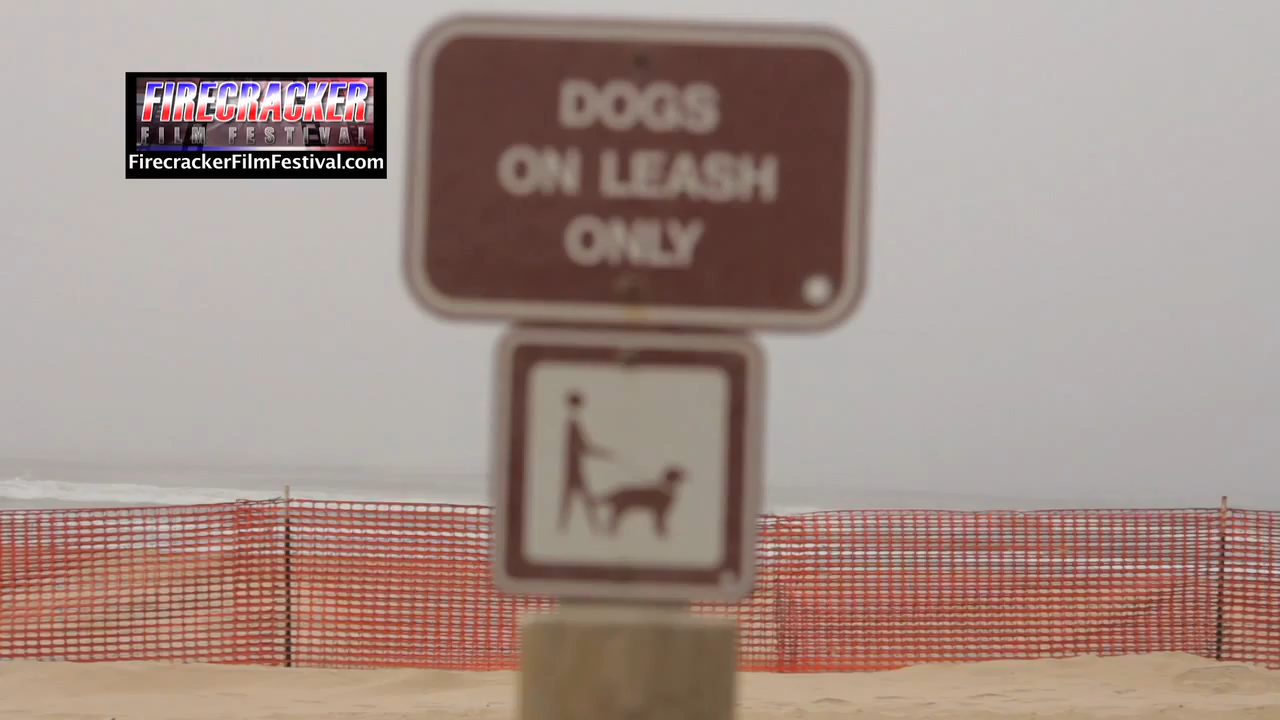 FIRECRACKER
FILM FESTIVAL
FirecrackerFilmFestival.com
DOGS
ON LEASH
ONLY